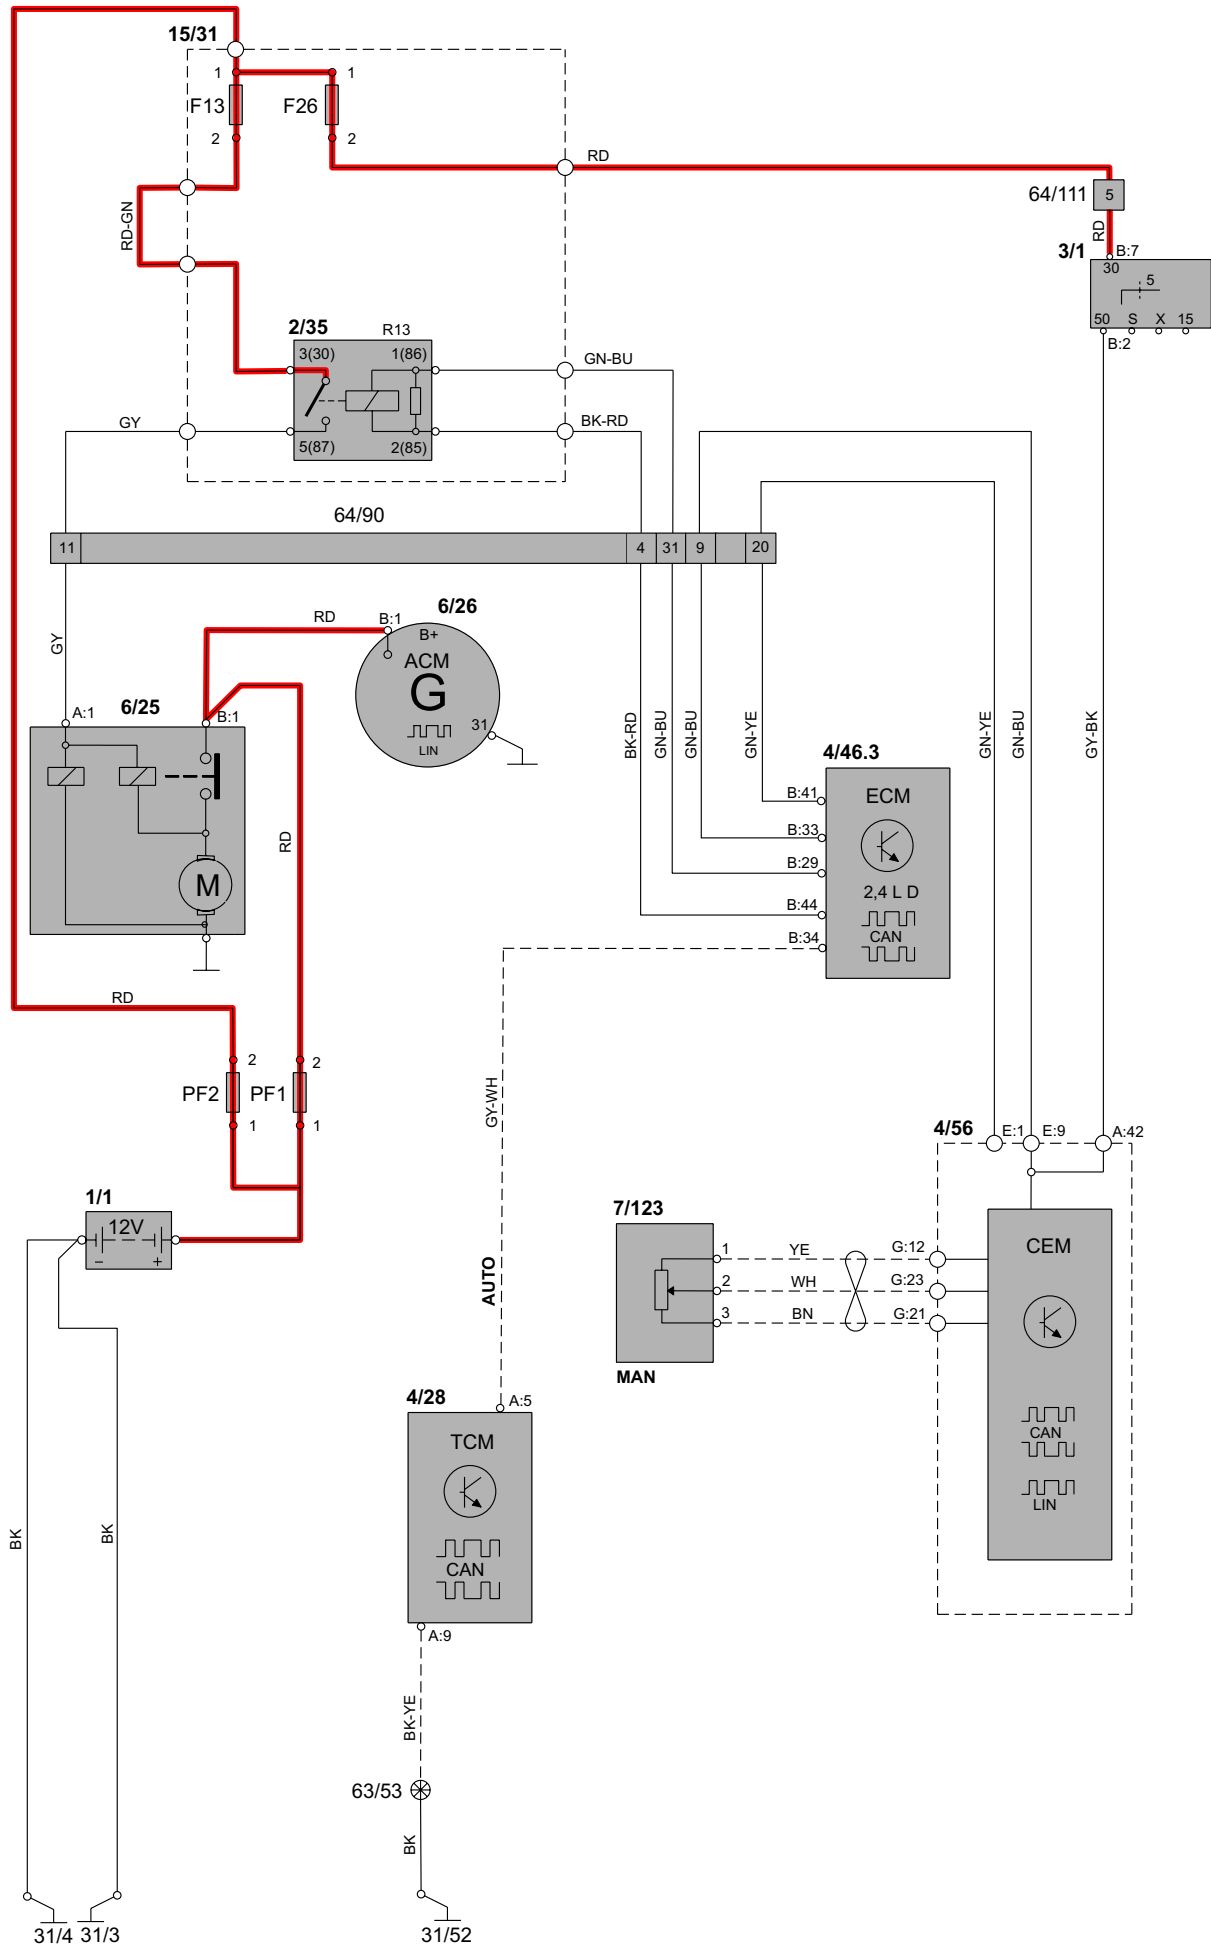 15/31
1
1
F13
F26
2
2
RD
64/111
5
RD
RD-GN
3/1
B:7
30
5
50
S
X
15
B:2
2/35
R13
3(30)
1(86)
GN-BU
GY
BK-RD
5(87)
2(85)
64/90
11
4
31
9
20
6/26
B:1
RD
B+
ACM
G
31
LIN
GY
6/25
A:1
B:1
M
RD
BK-RD
GN-BU
GN-BU
GN-YE
GN-YE
GN-BU
GY-BK
4/46.3
B:41
ECM
B:33
B:29
2,4 L D
B:44
CAN
B:34
RD
2
2
PF2
PF1
1
1
GY-WH
4/56
E:1
E:9
A:42
1/1
12V
-
+
7/123
1
YE
G:12
CEM
2
WH
G:23
3
BN
G:21
MAN
AUTO
4/28
A:5
TCM
CAN
CAN
LIN
BK
BK
A:9
BK-YE
63/53
BK
31/4
31/3
31/52